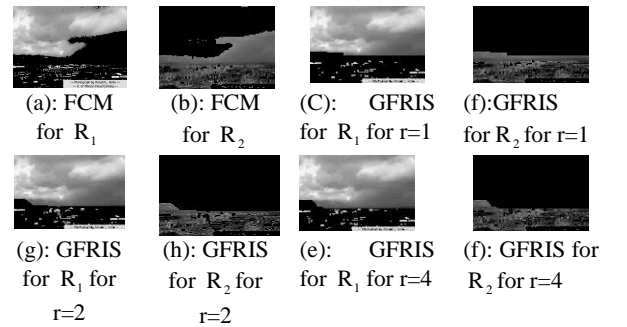 (a): FCM for R1
(b): FCM for R2
(C): GFRIS for R1 for r=1
(f):GFRIS for R2 for r=1
(g): GFRIS for R1 for r=2
(h): GFRIS for R2 for r=2
(e): GFRIS for R1 for r=4
(f): GFRIS for R2 for r=4